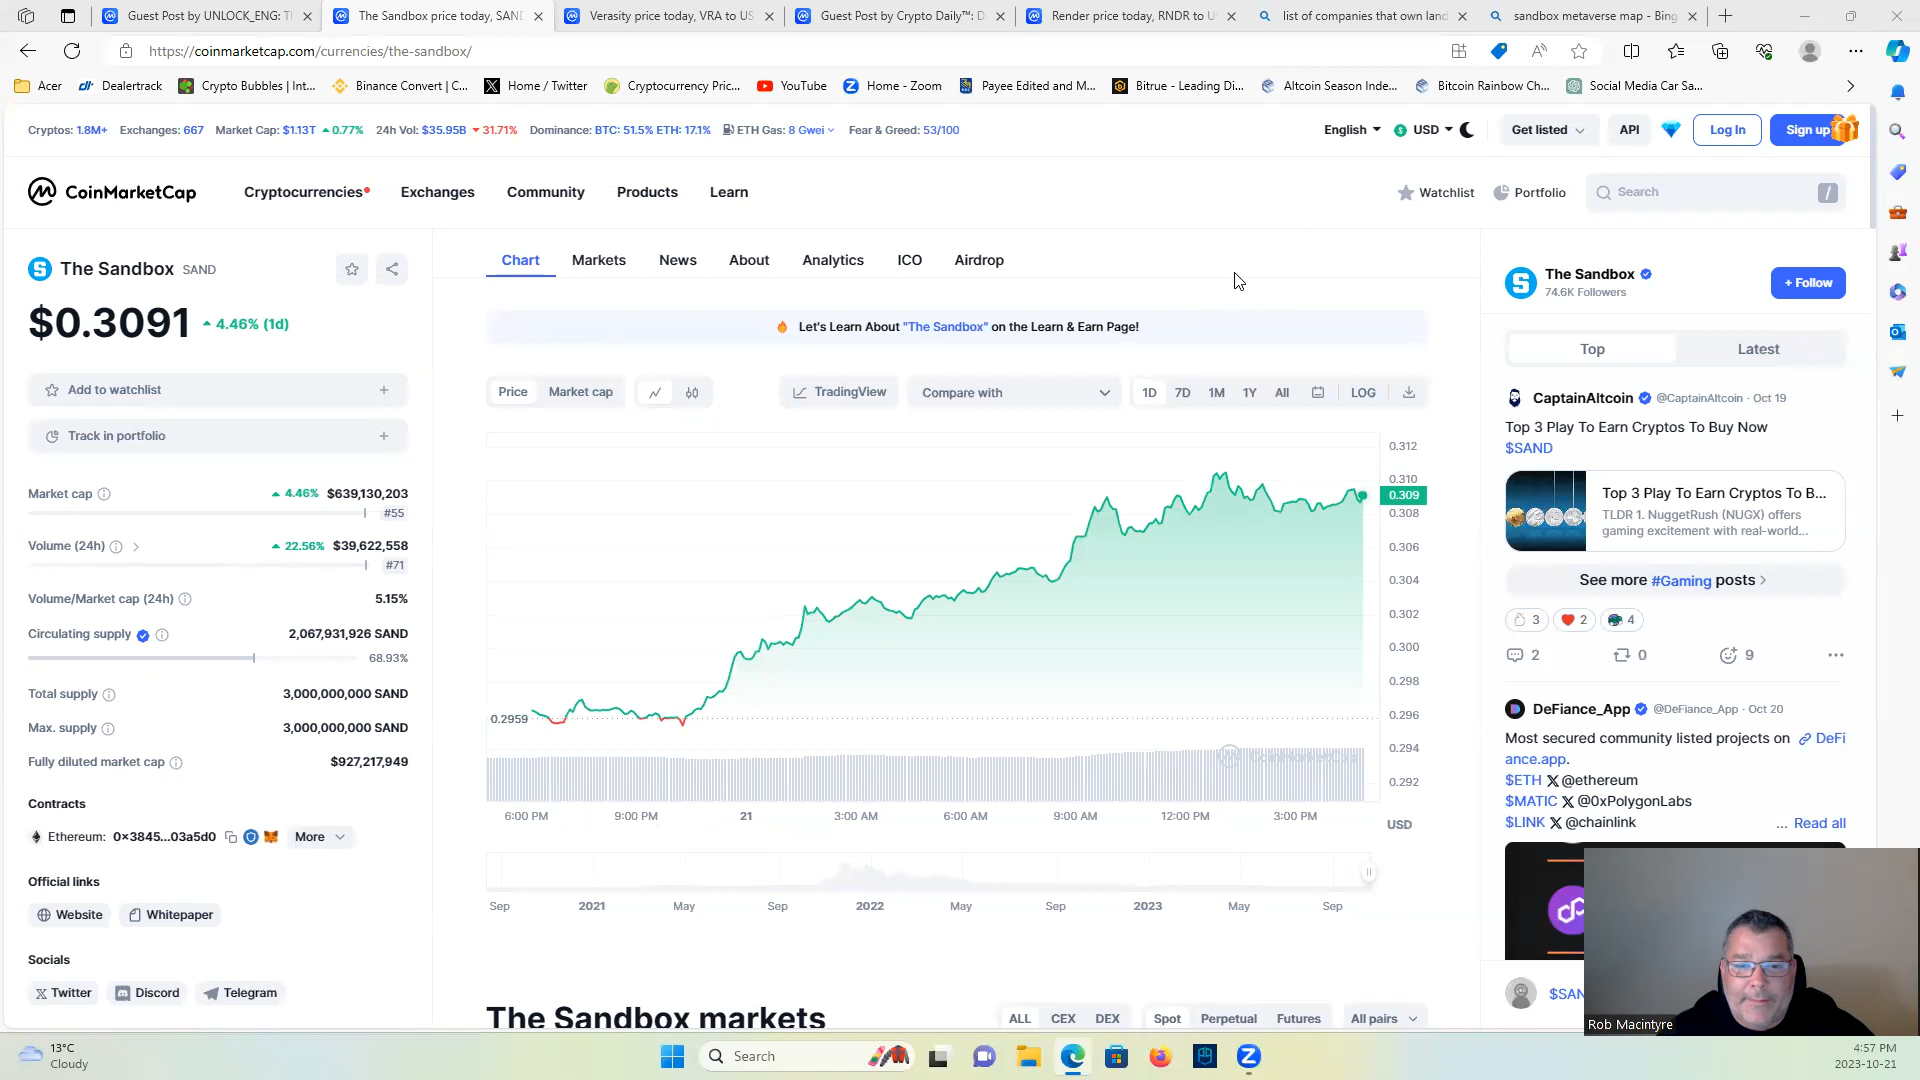 Guest Post by UNLOCK_ENG: T
The Sandbox price today, SAND
Verasity price today, VRA to US
Guest Post by Crypto Daily™: D
Render price today, RNDR to U
list of companies that own land
sandbox metaverse map - Bing
https://coinmarketcap.com/currencies/the-sandbox/
Acer
Dealertrack
Crypto Bubbles | Int...
Binance Convert | C...
Home / Twitter
Cryptocurrency Pric...
YouTube
Home - Zoom
Payee Edited and M...
Bitrue - Leading Di...
Altcoin Season Inde...
Bitcoin Rainbow Ch...
Social Media Car Sa...
Cryptos: 1.8M+ Exchanges: 667 Market Cap: $1.13T 0.77% 24h Vol: $35.95B 31.71% Dominance: BTC: 51.5% ETH: 17.1% ETH Gas: 8 Gwei Fear & Greed: 53/100
English USD Get listed API Log In Sign up
CoinMarketCap
Cryptocurrencies Exchanges Community Products Learn
Watchlist Portfolio Search /
The Sandbox SAND
$0.3091 4.46% (1d)
Add to watchlist +
Track in portfolio +
Market cap 4.46% $639,130,203
#55
Volume (24h) 22.56% $39,622,558
#71
Volume/Market cap (24h) 5.15%
Circulating supply 2,067,931,926 SAND
68.93%
Total supply 3,000,000,000 SAND
Max. supply 3,000,000,000 SAND
Fully diluted market cap $927,217,949
Contracts
Ethereum: 0x3845...03a5d0 More
Official links
Website Whitepaper
Socials
Twitter Discord Telegram
Chart Markets News About Analytics ICO Airdrop
Let's Learn About "The Sandbox" on the Learn & Earn Page!
Price Market cap TradingView Compare with 1D 7D 1M 1Y All LOG
0.312
0.310
0.309
0.308
0.306
0.304
0.302
0.300
0.298
0.296
0.294
0.292
0.2959
CoinMarketCap
6:00 PM 9:00 PM 21 3:00 AM 6:00 AM 9:00 AM 12:00 PM 3:00 PM
USD
Sep 2021 May Sep 2022 May Sep 2023 May Sep
The Sandbox markets
ALL CEX DEX Spot Perpetual Futures All pairs
The Sandbox
74.6K Followers
+ Follow
Top Latest
CaptainAltcoin @CaptainAltcoin · Oct 19
Top 3 Play To Earn Cryptos To Buy Now
$SAND
Top 3 Play To Earn Cryptos To B...
TLDR 1. NuggetRush (NUGX) offers
gaming excitement with real-world...
See more #Gaming posts >
3 2 4
2 0 9
DeFiance_App @DeFiance_App · Oct 20
Most secured community listed projects on DeFi
ance.app.
$ETH X @ethereum
$MATIC X @0xPolygonLabs
$LINK X @chainlink
... Read all
$SAN
Rob Macintyre
13°C
Cloudy
Search
4:57 PM
2023-10-21